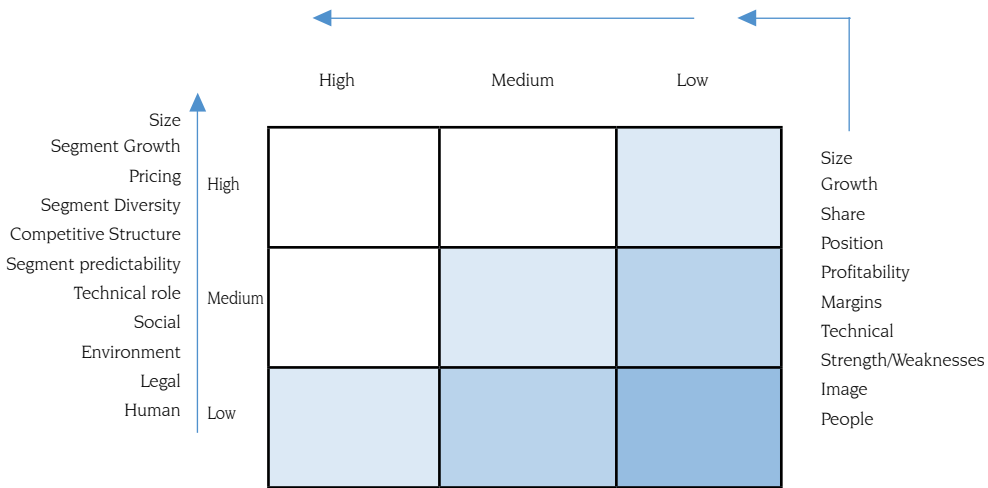 High Medium Low
Size
Segment Growth
Pricing
Segment Diversity
Competitive Structure
Segment predictability
Technical role
Social
Environment
Legal
Human
High
Medium
Low
Size
Growth
Share
Position
Profitability
Margins
Technical
Strength/Weaknesses
Image
People